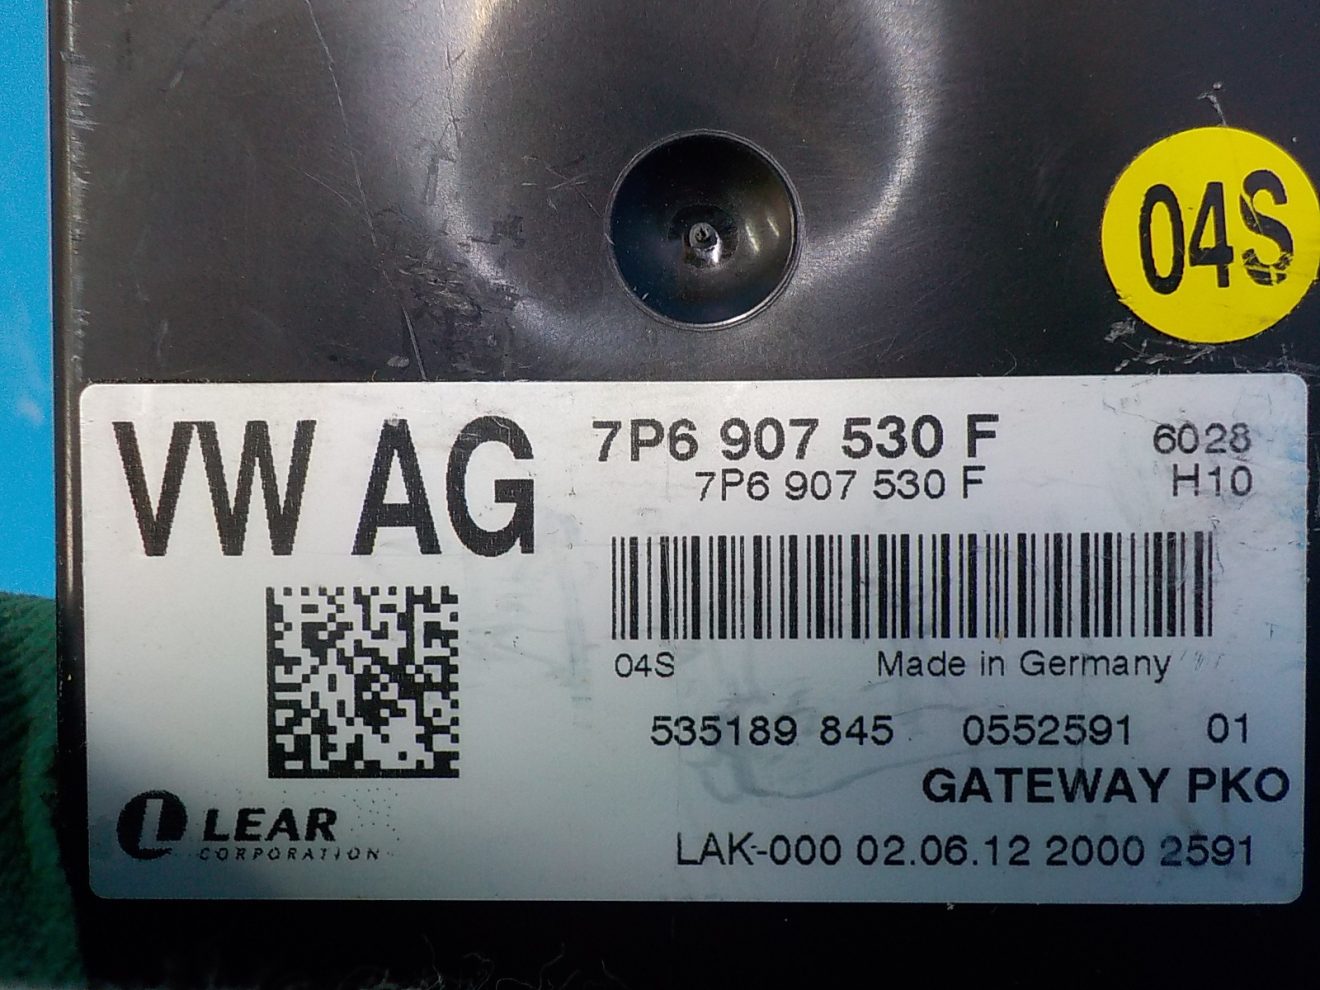 04S
VW AG
7P6 907 530 F 6028
7P6 907 530 F H10
04S Made in Germany
535189 845 0552591 01
GATEWAY PKO
LEAR
CORPORATION
LAK-000 02.06.12 2000 2591